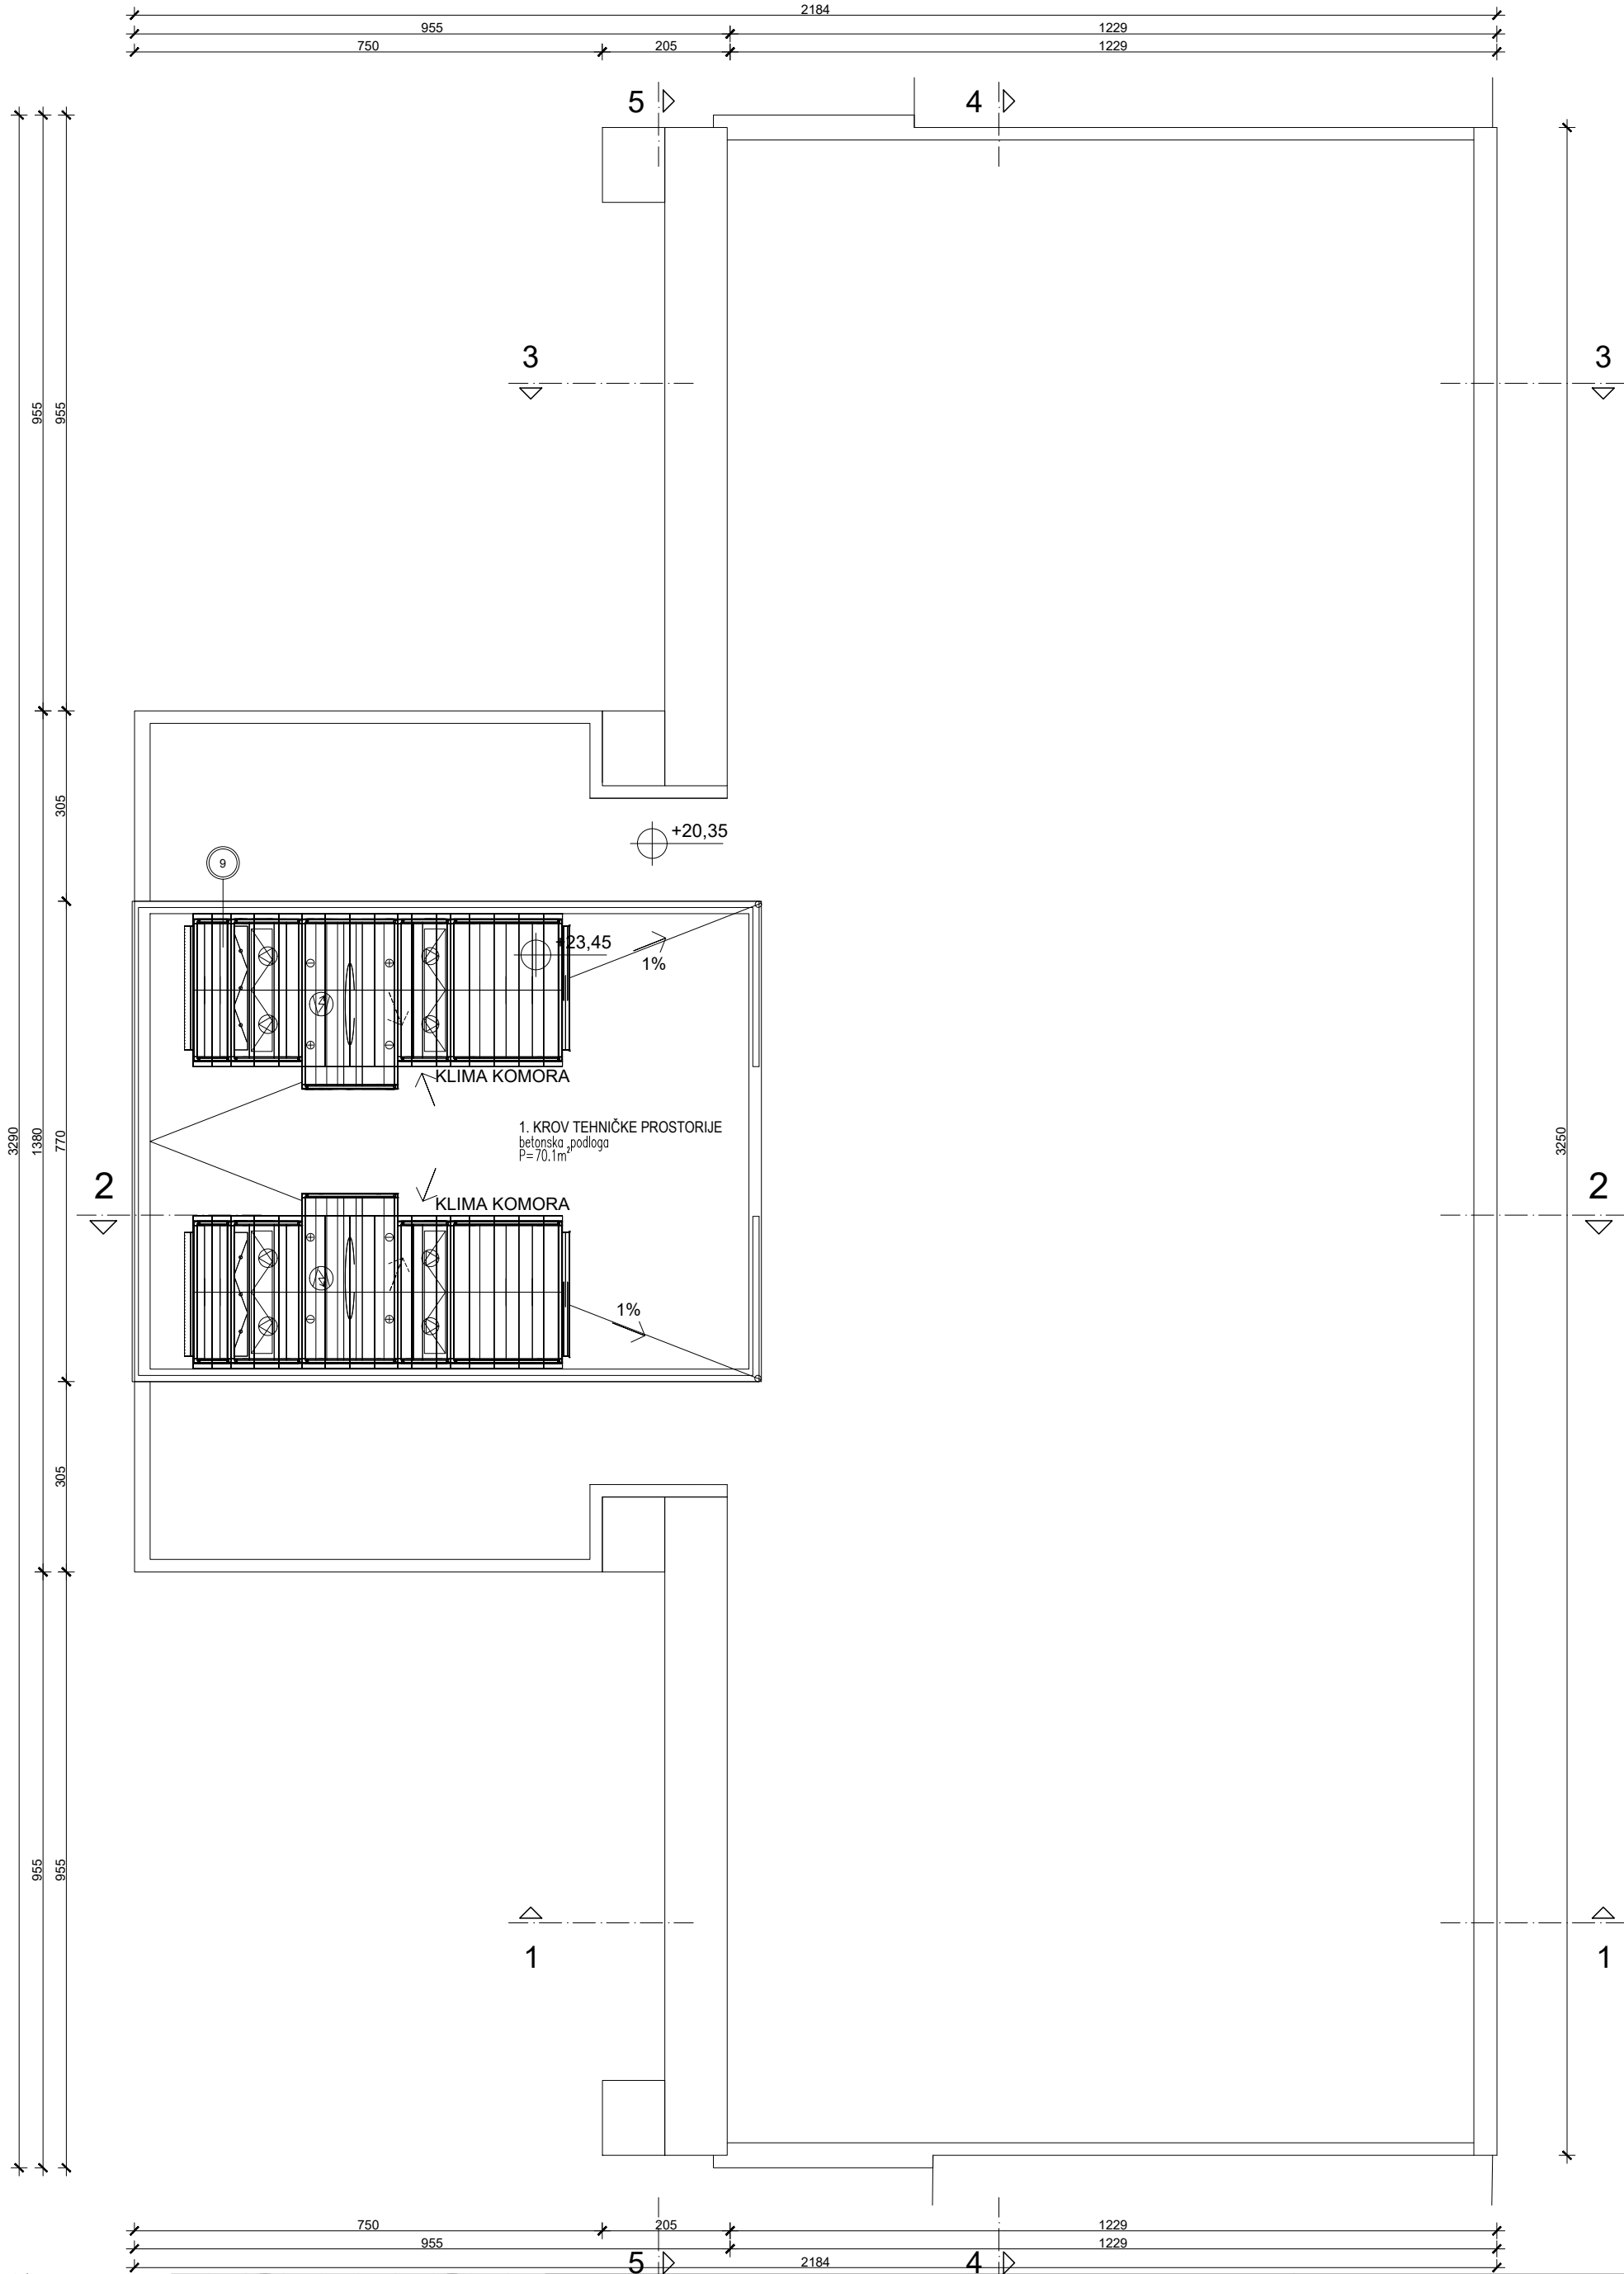 2184
955 1229
750 205 1229
5 4
3 3
955 955
305
+20,35
9
+23,45
1%
KLIMA KOMORA
1. KROV TEHNIČKE PROSTORIJE
betonska podloga
P=70.1m²
3290 1380 770 3250
2 2
KLIMA KOMORA
1%
305
955 955
1 1
750 205 1229
955 1229
5 4 2184